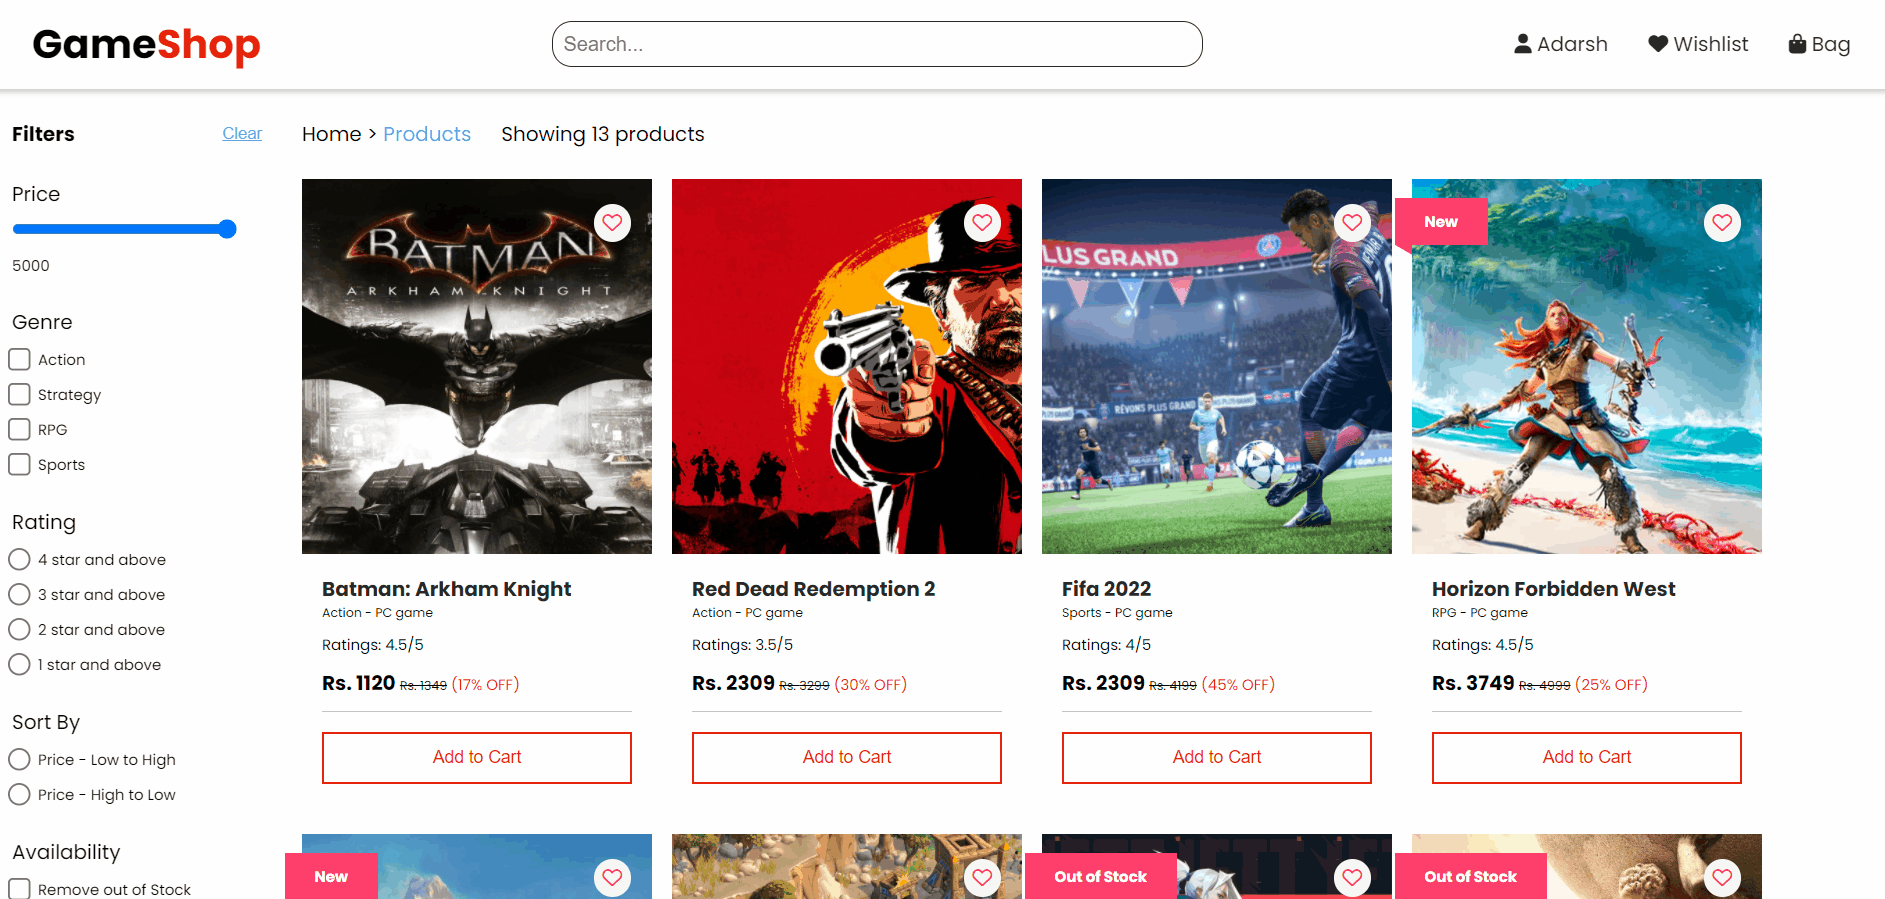 GameShop
Search...
Adarsh
Wishlist
Bag
Filters
Clear
Price
5000
Genre
Action
Strategy
RPG
Sports
Rating
4 star and above
3 star and above
2 star and above
1 star and above
Sort By
Price - Low to High
Price - High to Low
Availability
Remove out of Stock
Home > Products
Showing 13 products
BATMAN
ARKHAM KNIGHT
Batman: Arkham Knight
Action - PC game
Ratings: 4.5/5
Rs. 1120 Rs. 1349 (17% OFF)
Add to Cart
Red Dead Redemption 2
Action - PC game
Ratings: 3.5/5
Rs. 2309 Rs. 3299 (30% OFF)
Add to Cart
LUS GRAND
RÊVONS PLUS GRAND
Fifa 2022
Sports - PC game
Ratings: 4/5
Rs. 2309 Rs. 4199 (45% OFF)
Add to Cart
New
Horizon Forbidden West
RPG - PC game
Ratings: 4.5/5
Rs. 3749 Rs. 4999 (25% OFF)
Add to Cart
New
Out of Stock
Out of Stock